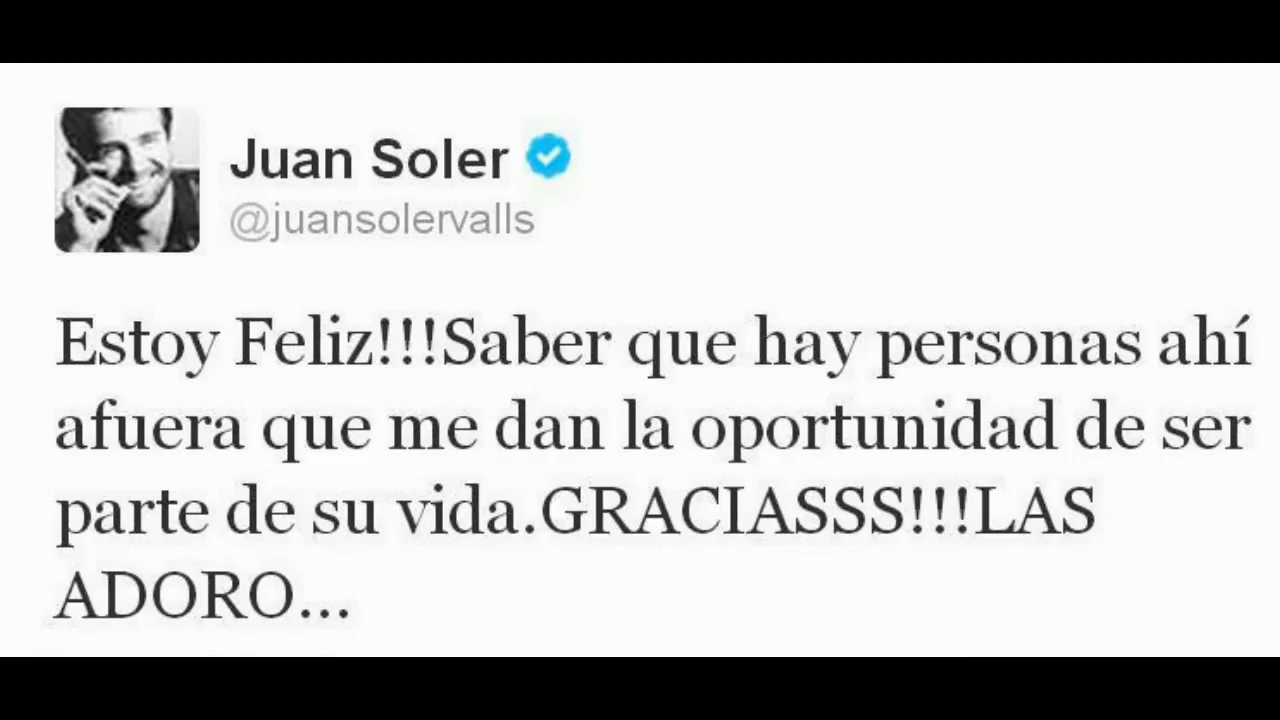 Juan Soler
@juansolervalls
Estoy Feliz!!!Saber que hay personas ahí
afuera que me dan la oportunidad de ser
parte de su vida.GRACIASSS!!!LAS
ADORO...